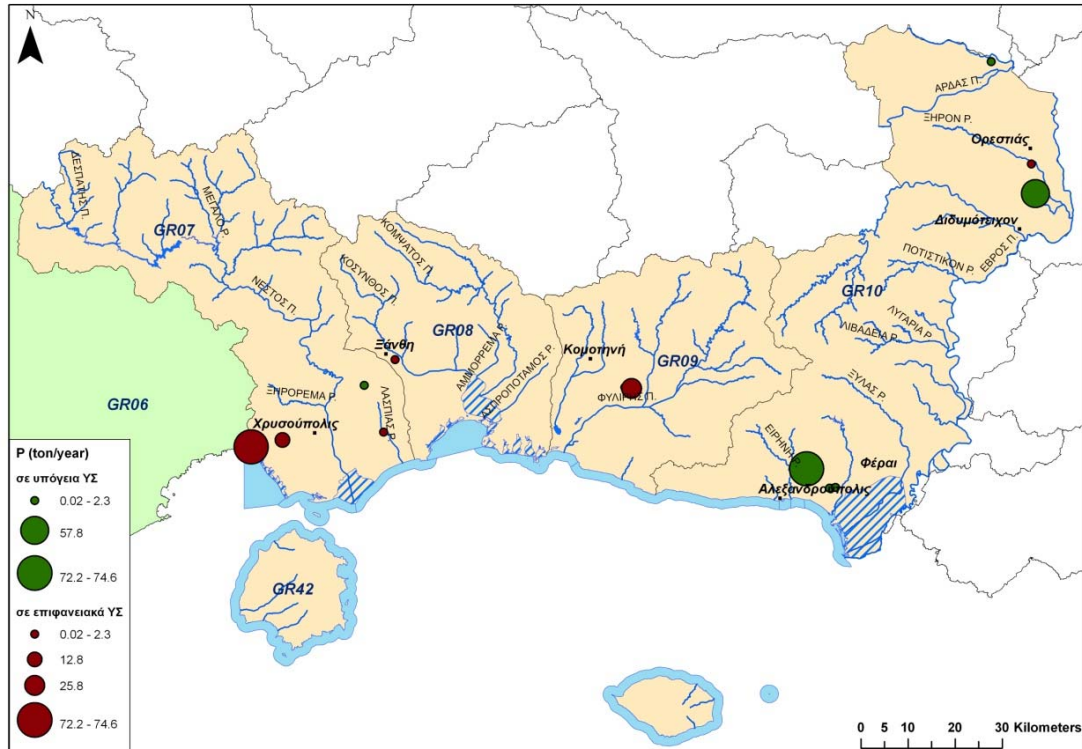 N
ΑΡΔΑΣ Π.
ΞΗΡΟΝ Ρ.
Ορεστιάς
ΔΕΣΠΑΤΗΣ Π.
ΜΕΓΑΛΟ Ρ.
GR07
Διδυμότειχον
ΚΟΜΨΑΤΟΣ Π.
ΠΟΤΙΣΤΙΚΟΝ Ρ.
ΕΒΡΟΣ Π.
ΚΟΣΥΝΘΟΣ Π.
ΝΕΣΤΟΣ Π.
GR10
GR08
ΛΥΓΑΡΙΑ Ρ.
ΛΙΒΑΔΕΙΑ Ρ.
Ξάνθη
ΑΜΜΟΡΡΕΜΑ Ρ.
Κομοτηνή
GR09
ΑΣΠΡΟΠΟΤΑΜΟΣ Ρ.
ΞΥΛΑΣ Ρ.
ΞΗΡΟΡΕΜΑ Ρ.
ΦΥΛΙΡΗΣ Π.
GR06
ΛΑΣΠΙΑΣ Ρ.
Χρυσούπολις
ΕΙΡΗΝΗ
Φέραι
Αλεξανδρούπολις
GR42
P (ton/year)
σε υπόγεια ΥΣ
0.02 - 2.3
57.8
72.2 - 74.6
σε επιφανειακά ΥΣ
0.02 - 2.3
12.8
25.8
72.2 - 74.6
0 5 10 20 30 Kilometers